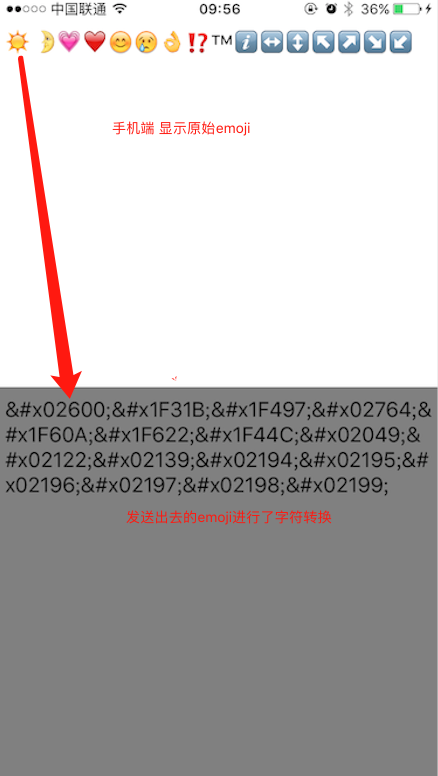 中国联通 09:56 36%
☀️🌛💗❤️😊😢👌⁉️™ℹ️↔️↕️↖️↗️↘️↙️
手机端 显示原始emoji
&#x02600;&#x1F31B;&#x1F497;&#x02764;&
#x1F60A;&#x1F622;&#x1F44C;&#x02049;&
#x02122;&#x02139;&#x02194;&#x02195;&#
x02196;&#x02197;&#x02198;&#x02199;
发送出去的emoji进行了字符转换